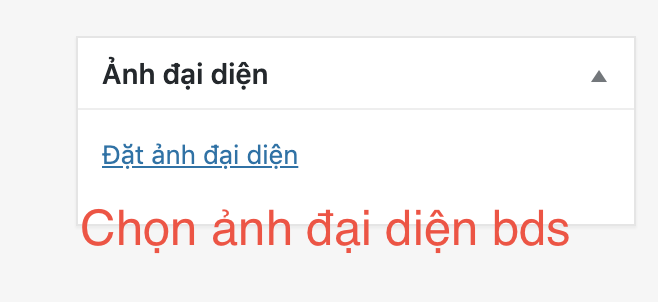 Ảnh đại diện
Đặt ảnh đại diện
Chọn ảnh đại diện bds